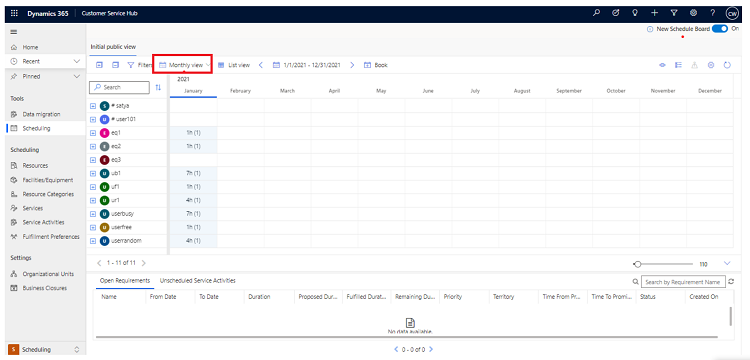 Dynamics 365 Customer Service Hub CW
New Schedule Board On
Home
Recent
Pinned
Tools
Data migration
Scheduling
Scheduling
Resources
Facilities/Equipment
Resource Categories
Services
Service Activities
Fulfillment Preferences
Settings
Organizational Units
Business Closures
S Scheduling
Initial public view
Filters Monthly view List view 1/1/2021 - 12/31/2021 Book
Search 2021
January February March April May June July August September October November December
S # satya
U # user101
E eq1 1h (1)
E eq2 1h (1)
E eq3
U ub1 7h (1)
U uf1 1h (1)
U ur1 4h (1)
U userbusy 7h (1)
U userfree 1h (1)
U userrandom 4h (1)
1 - 11 of 11 110
Open Requirements Unscheduled Service Activities Search by Requirement Name
Name From Date To Date Duration Proposed Dur... Fulfilled Durat... Remaining Du... Priority Territory Time From Pr... Time To Promi... Status Created On
No data available.
0 - 0 of 0